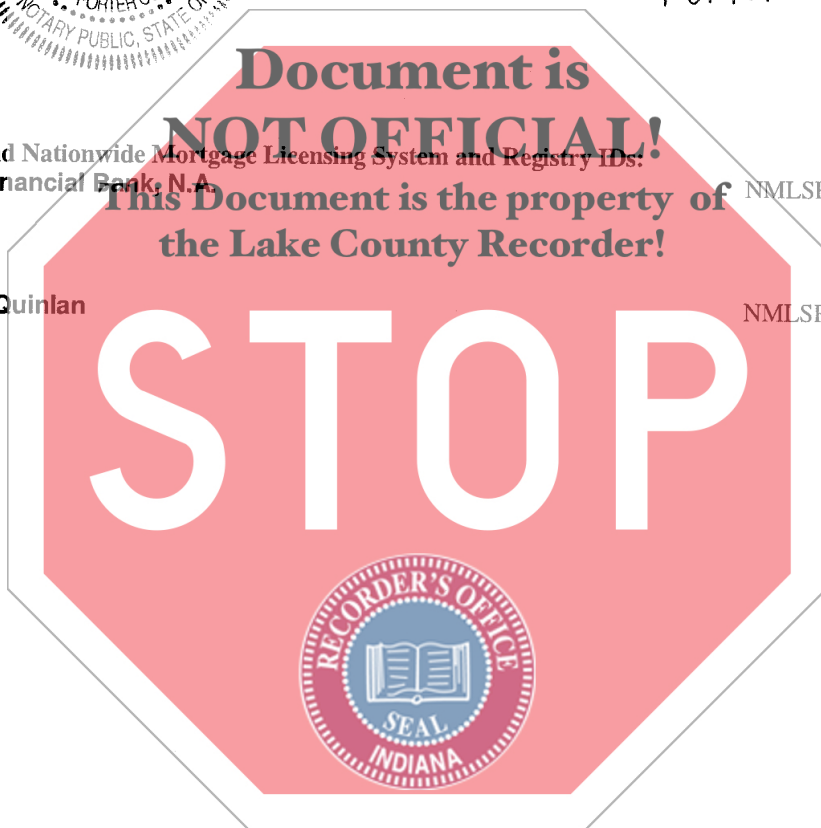 NOTARY PUBLIC, STATE OF
Document is
NOT OFFICIAL!
d Nationwide Mortgage Licensing System and Registry IDs:
nancial Bank, N.A.
This Document is the property of
NMLSR
the Lake County Recorder!
Quinlan
NMLSR
STOP
RECORDER'S OFFICE
SEAL
INDIANA